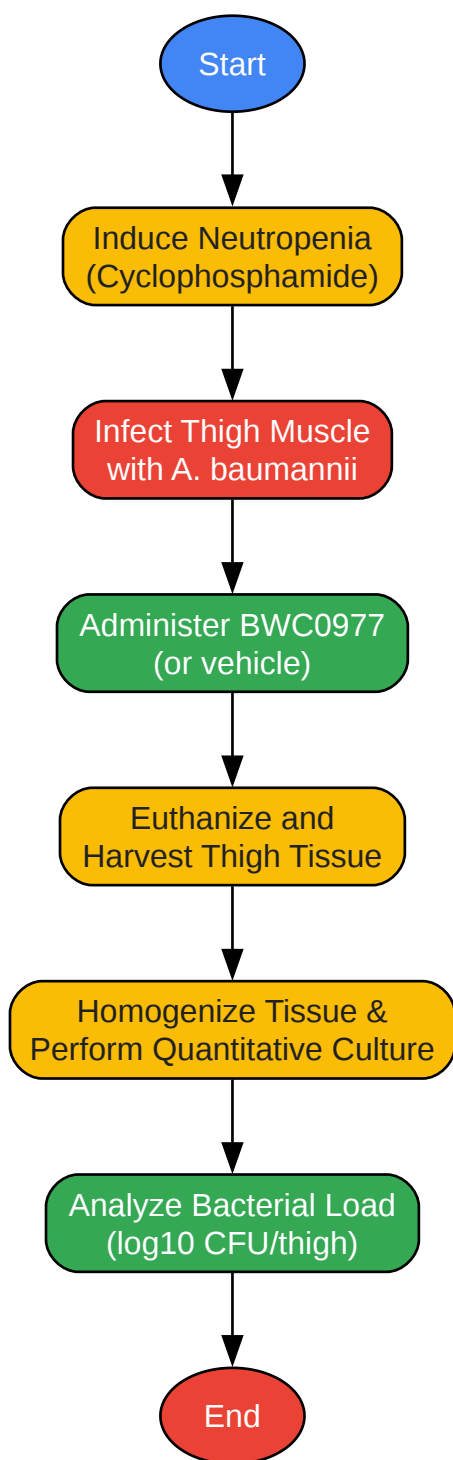 Start
Induce Neutropenia
(Cyclophosphamide)
Infect Thigh Muscle
with A. baumannii
Administer BWC0977
(or vehicle)
Euthanize and
Harvest Thigh Tissue
Homogenize Tissue &
Perform Quantitative Culture
Analyze Bacterial Load
(log10 CFU/thigh)
End